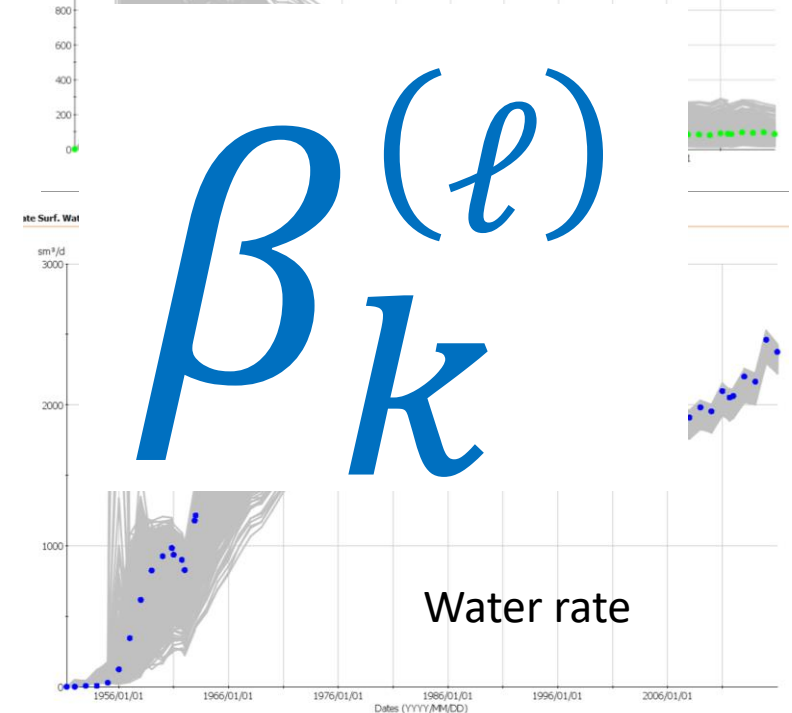 800
600
400
200
0
β_k^{(ℓ)}
ate Surf. Wat
sm³/d
3000
2000
1000
0
Water rate
1956/01/01 1966/01/01 1976/01/01 1986/01/01 1996/01/01 2006/01/01
Dates (YYYY/MM/DD)